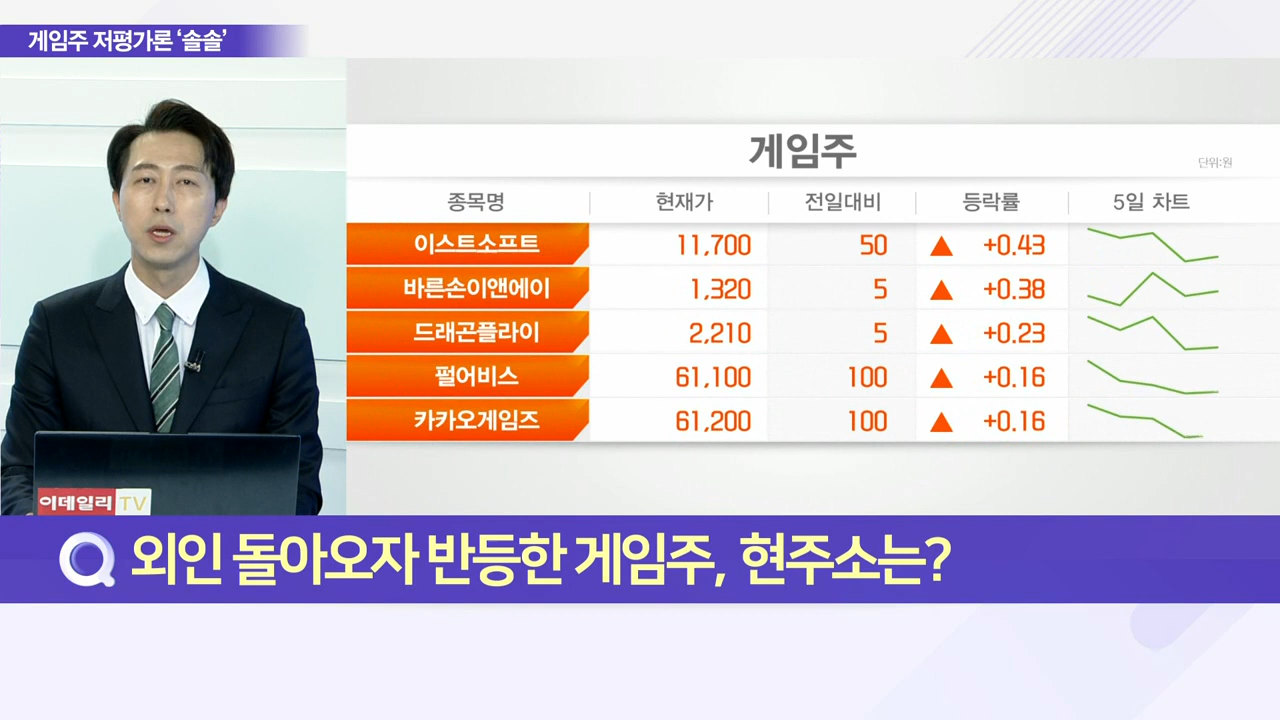 게임주 저평가론 ‘솔솔’
게임주
단위:원
종목명 현재가 전일대비 등락률 5일 차트
이스트소프트 11,700 50 ▲ +0.43
바른손이앤에이 1,320 5 ▲ +0.38
드래곤플라이 2,210 5 ▲ +0.23
펄어비스 61,100 100 ▲ +0.16
카카오게임즈 61,200 100 ▲ +0.16
이데일리 TV
Q 외인 돌아오자 반등한 게임주, 현주소는?